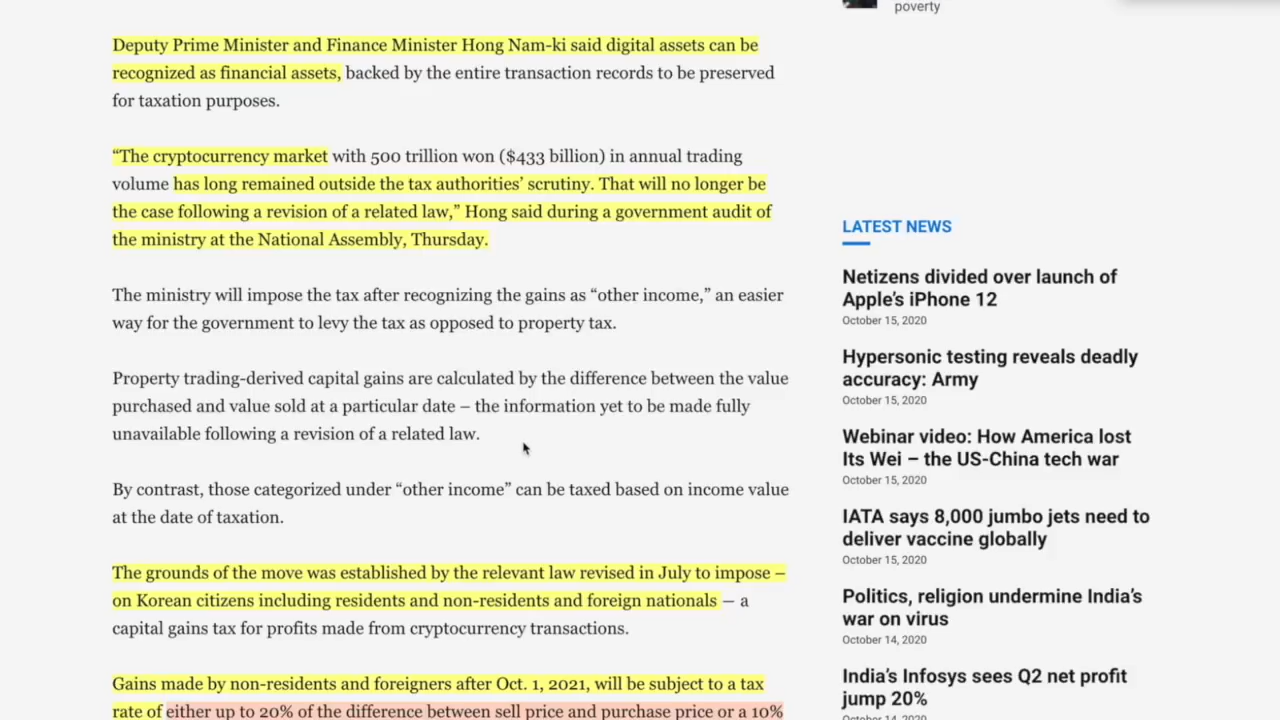 poverty
Deputy Prime Minister and Finance Minister Hong Nam-ki said digital assets can be
recognized as financial assets, backed by the entire transaction records to be preserved
for taxation purposes.
“The cryptocurrency market with 500 trillion won ($433 billion) in annual trading
volume has long remained outside the tax authorities’ scrutiny. That will no longer be
the case following a revision of a related law,” Hong said during a government audit of
the ministry at the National Assembly, Thursday.
The ministry will impose the tax after recognizing the gains as “other income,” an easier
way for the government to levy the tax as opposed to property tax.
Property trading-derived capital gains are calculated by the difference between the value
purchased and value sold at a particular date – the information yet to be made fully
unavailable following a revision of a related law.
By contrast, those categorized under “other income” can be taxed based on income value
at the date of taxation.
The grounds of the move was established by the relevant law revised in July to impose –
on Korean citizens including residents and non-residents and foreign nationals – a
capital gains tax for profits made from cryptocurrency transactions.
Gains made by non-residents and foreigners after Oct. 1, 2021, will be subject to a tax
rate of either up to 20% of the difference between sell price and purchase price or a 10%
LATEST NEWS
Netizens divided over launch of
Apple’s iPhone 12
October 15, 2020
Hypersonic testing reveals deadly
accuracy: Army
October 15, 2020
Webinar video: How America lost
Its Wei – the US-China tech war
October 15, 2020
IATA says 8,000 jumbo jets need to
deliver vaccine globally
October 15, 2020
Politics, religion undermine India’s
war on virus
October 14, 2020
India’s Infosys sees Q2 net profit
jump 20%
October 14, 2020